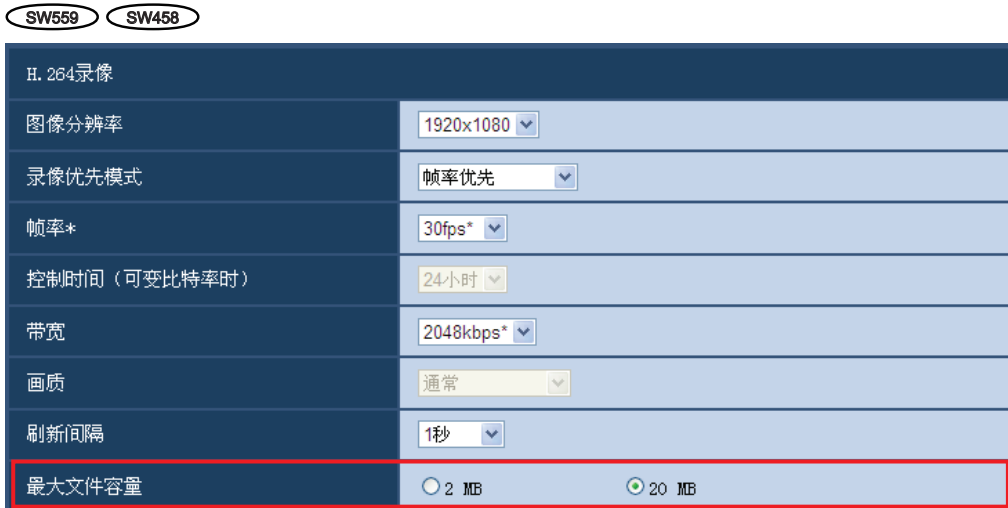 SW559 SW458
H.264录像
图像分辨率 1920x1080
录像优先模式 帧率优先
帧率* 30fps*
控制时间（可变比特率时） 24小时
带宽 2048kbps*
画质 通常
刷新间隔 1秒
最大文件容量 2 MB 20 MB